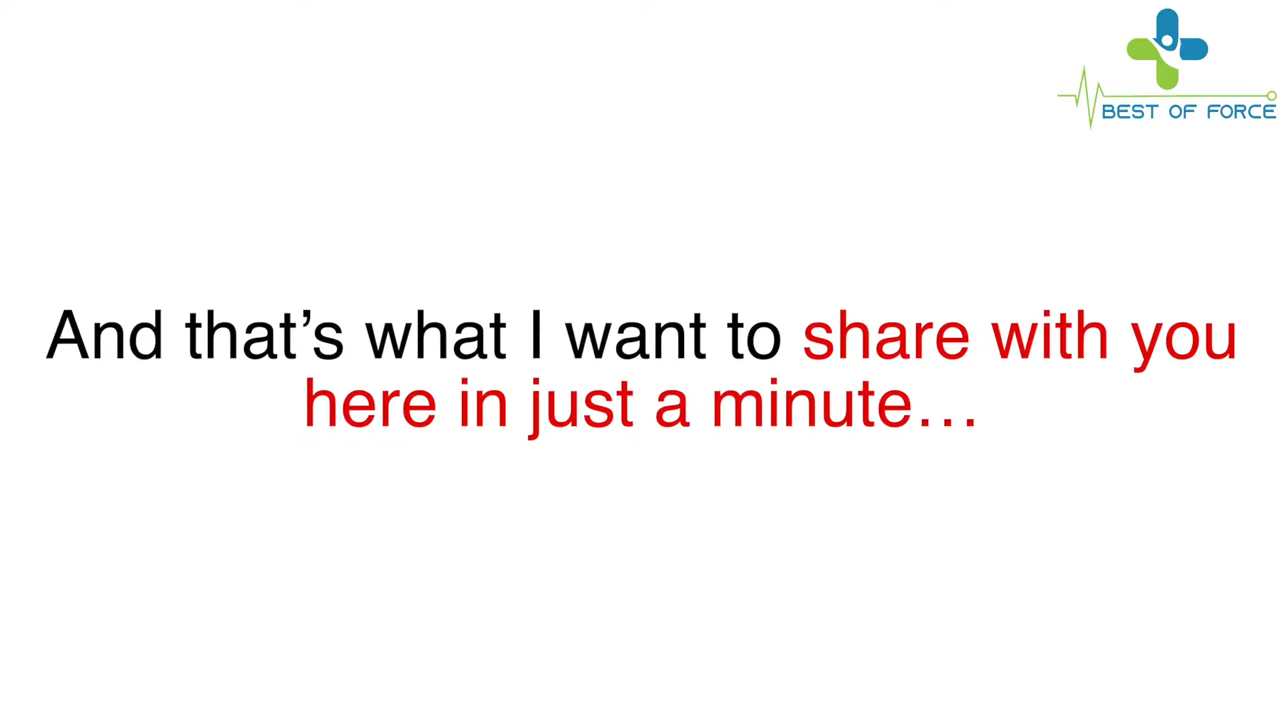 BEST OF FORCE
And that’s what I want to share with you
here in just a minute…